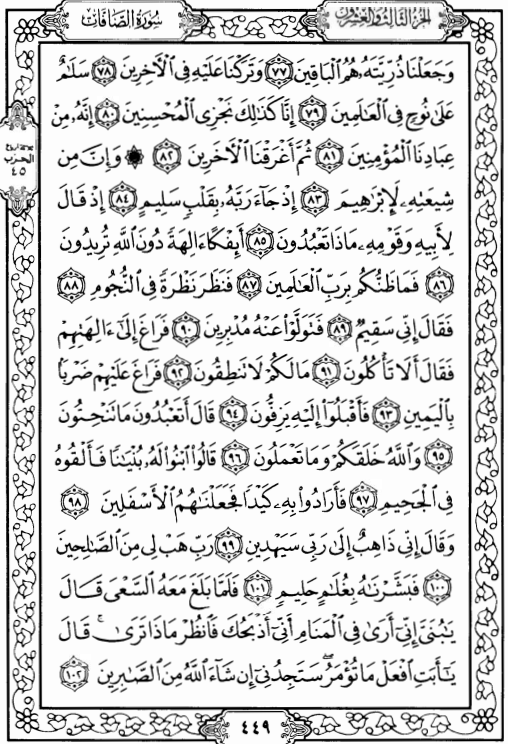 الجزء الثالث والعشرون
سورة الصافات
وَجَعَلْنَا ذُرِّيَّتَهُۥ هُمُ ٱلْبَاقِينَ ٧٧ وَتَرَكْنَا عَلَيْهِ فِى ٱلْأَخِرِينَ ٧٨ سَلَٰمٌ
عَلَىٰ نُوحٍ فِى ٱلْعَٰلَمِينَ ٧٩ إِنَّا كَذَٰلِكَ نَجْزِى ٱلْمُحْسِنِينَ ٨٠ إِنَّهُۥ مِنْ
عِبَادِنَا ٱلْمُؤْمِنِينَ ٨١ ثُمَّ أَغْرَقْنَا ٱلْأَخَرِينَ ٨٢ ۞ وَإِنَّ مِن
الحزب
٤٥
شِيعَتِهِۦ لَإِبْرَٰهِيمَ ٨٣ إِذْ جَآءَ رَبَّهُۥ بِقَلْبٍ سَلِيمٍ ٨٤ إِذْ قَالَ
لِأَبِيهِ وَقَوْمِهِۦ مَاذَا تَعْبُدُونَ ٨٥ أَئِفْكًا ءَالِهَةً دُونَ ٱللَّهِ تُرِيدُونَ
٨٦ فَمَا ظَنُّكُم بِرَبِّ ٱلْعَٰلَمِينَ ٨٧ فَنَظَرَ نَظْرَةً فِى ٱلنُّجُومِ ٨٨
فَقَالَ إِنِّى سَقِيمٌ ٨٩ فَتَوَلَّوْا۟ عَنْهُ مُدْبِرِينَ ٩٠ فَرَاغَ إِلَىٰٓ ءَالِهَتِهِمْ
فَقَالَ أَلَا تَأْكُلُونَ ٩١ مَا لَكُمْ لَا تَنطِقُونَ ٩٢ فَرَاغَ عَلَيْهِمْ ضَرْبًۢا
بِٱلْيَمِينِ ٩٣ فَأَقْبَلُوٓا۟ إِلَيْهِ يَزِفُّونَ ٩٤ قَالَ أَتَعْبُدُونَ مَا تَنْحِتُونَ
٩٥ وَٱللَّهُ خَلَقَكُمْ وَمَا تَعْمَلُونَ ٩٦ قَالُوا۟ ٱبْنُوا۟ لَهُۥ بُنْيَٰنًا فَأَلْقُوهُ
فِى ٱلْجَحِيمِ ٩٧ فَأَرَادُوا۟ بِهِۦ كَيْدًا فَجَعَلْنَٰهُمُ ٱلْأَسْفَلِينَ ٩٨
وَقَالَ إِنِّى ذَاهِبٌ إِلَىٰ رَبِّى سَيَهْدِينِ ٩٩ رَبِّ هَبْ لِى مِنَ ٱلصَّٰلِحِينَ
١٠٠ فَبَشَّرْنَٰهُ بِغُلَٰمٍ حَلِيمٍ ١٠١ فَلَمَّا بَلَغَ مَعَهُ ٱلسَّعْىَ قَالَ
يَٰبُنَىَّ إِنِّىٓ أَرَىٰ فِى ٱلْمَنَامِ أَنِّىٓ أَذْبَحُكَ فَٱنظُرْ مَاذَا تَرَىٰ ۚ قَالَ
يَٰٓأَبَتِ ٱفْعَلْ مَا تُؤْمَرُ ۖ سَتَجِدُنِىٓ إِن شَآءَ ٱللَّهُ مِنَ ٱلصَّٰبِرِينَ ١٠٢
٤٤٩